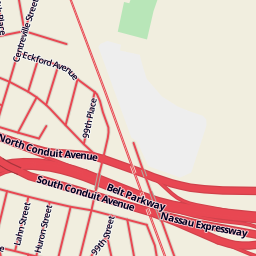 Centreville Street
Eckford Avenue
99th Place
North Conduit Avenue
South Conduit Avenue
Belt Parkway
Nassau Expressway
Lahn Street
Huron Street
99th Street